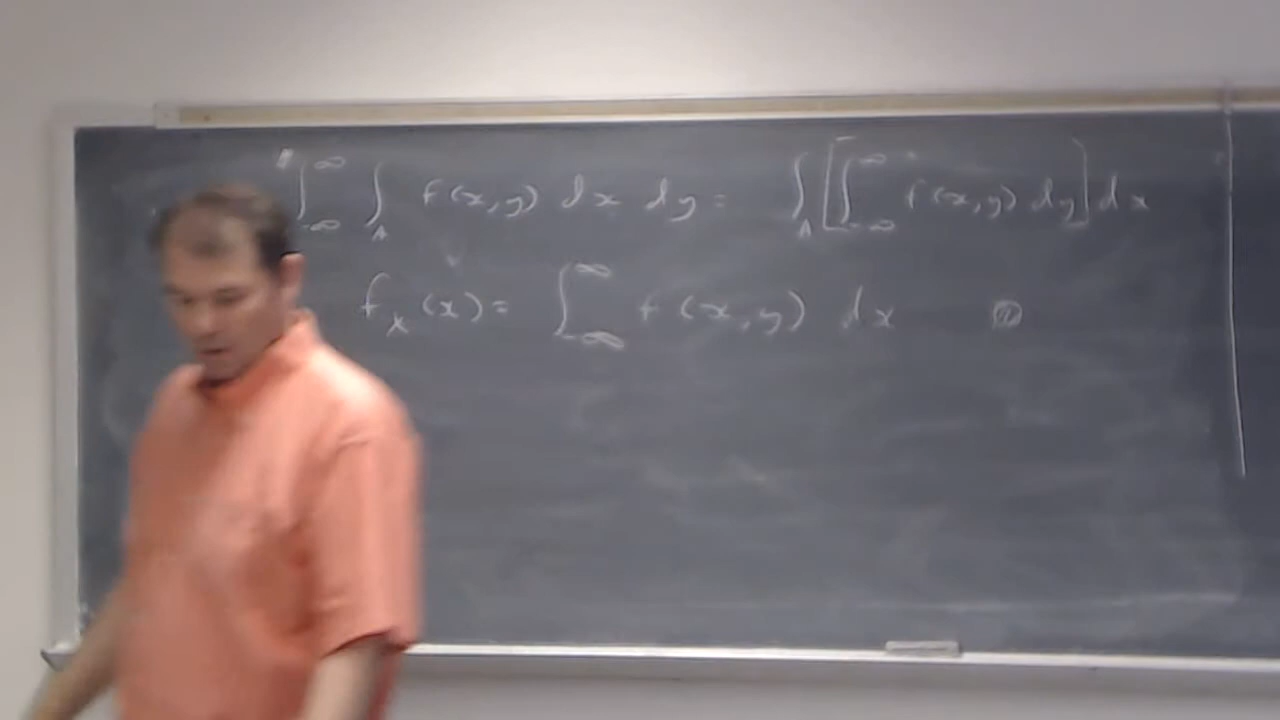 ∫_{-∞}^{∞} ∫_A f(x,y) dx dy = ∫_A [∫_{-∞}^{∞} f(x,y) dy] dx
f_X(x) = ∫_{-∞}^{∞} f(x,y) dx